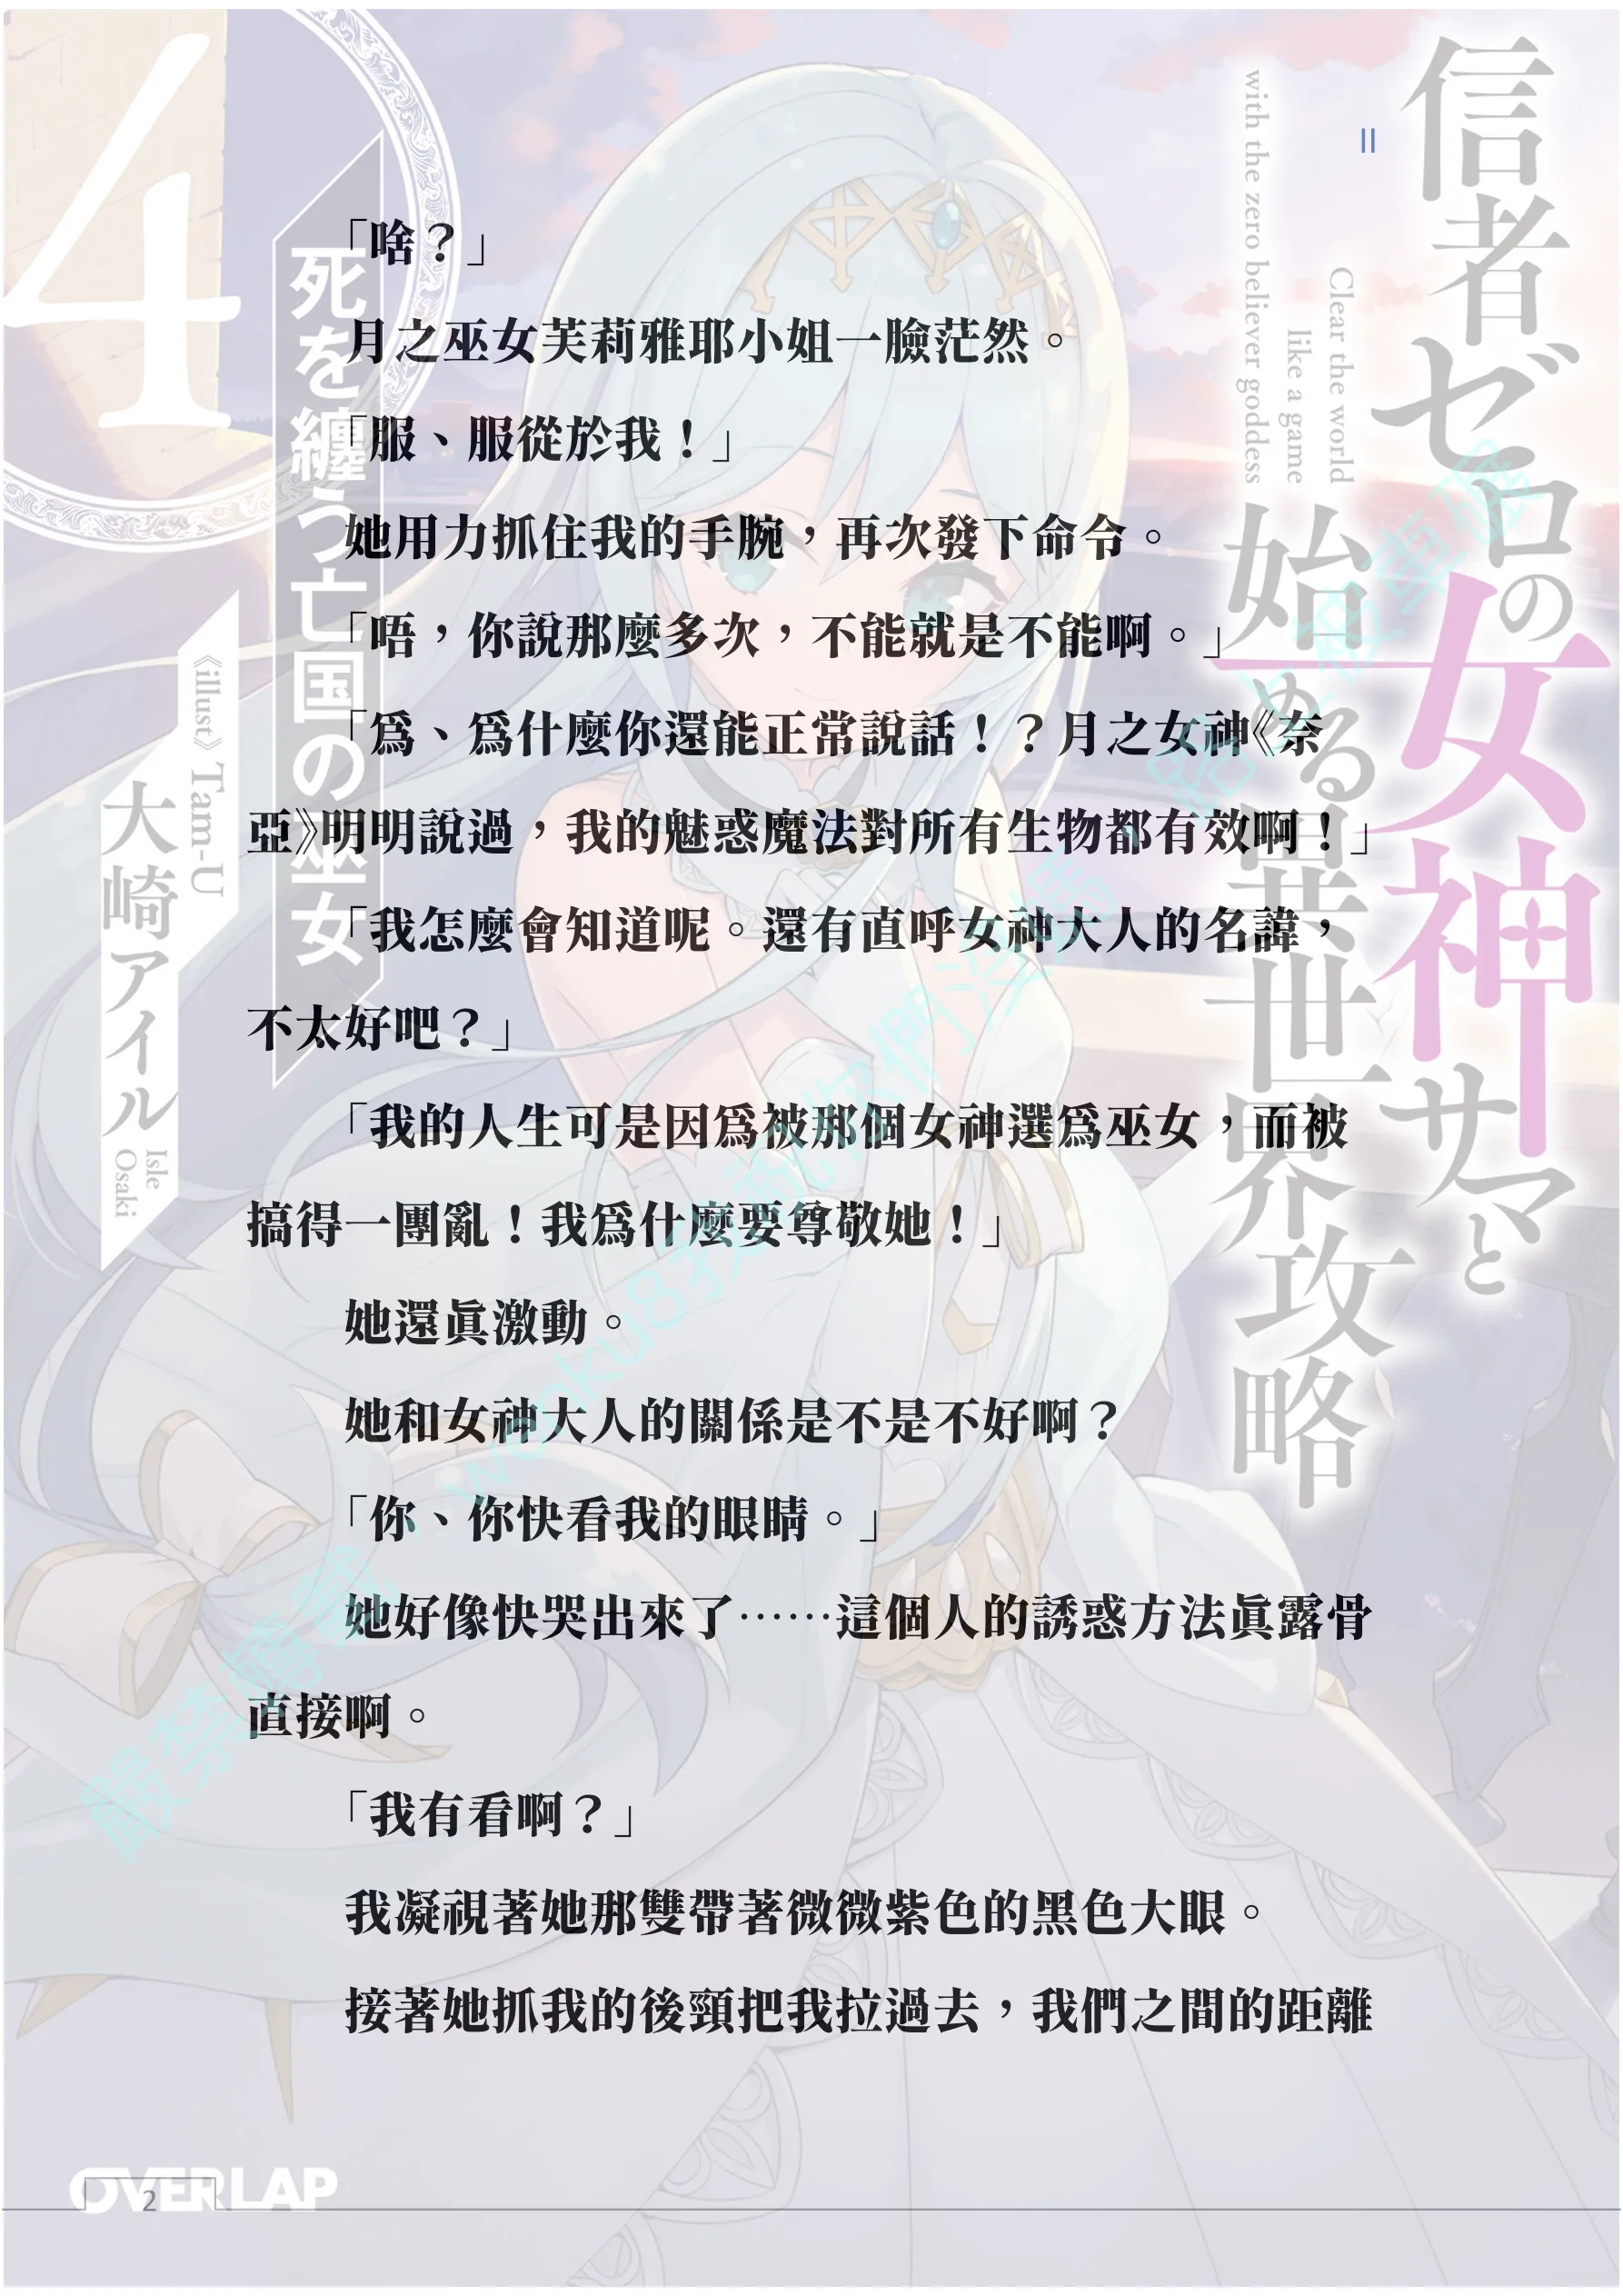 信者ゼロの女神サマと
始める異世界攻略
Clear the world
like a game
with the zero believer goddess
4
死を纏う亡国の巫女
《illust》 Tam-U
大崎アイル
Isle
Osaki
II
「啥？」
月之巫女芙莉雅耶小姐一臉茫然。
「服、服從於我！」
她用力抓住我的手腕，再次發下命令。
「唔，你說那麼多次，不能就是不能啊。」
「爲、爲什麼你還能正常說話！？月之女神《奈
亞》明明說過，我的魅惑魔法對所有生物都有效啊！」
「我怎麼會知道呢。還有直呼女神大人的名諱，
不太好吧？」
「我的人生可是因爲被那個女神選爲巫女，而被
搞得一團亂！我爲什麼要尊敬她！」
她還眞激動。
她和女神大人的關係是不是不好啊？
「你、你快看我的眼睛。」
她好像快哭出來了……這個人的誘惑方法眞露骨
直接啊。
「我有看啊？」
我凝視著她那雙帶著微微紫色的黑色大眼。
接著她抓我的後頸把我拉過去，我們之間的距離
OVERLAP
2